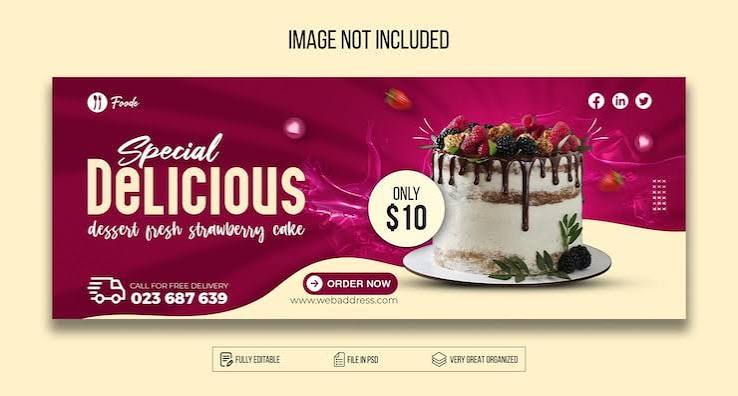 IMAGE NOT INCLUDED
Foode
Special
DELICIOUS
dessert fresh strawberry cake
ONLY
$10
CALL FOR FREE DELIVERY
023 687 639
ORDER NOW
www.webaddress.com
FULLY EDITABLE
FILE IN PSD
VERY GREAT ORGANIZED